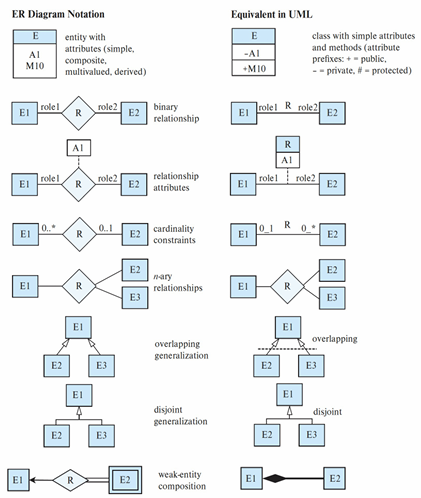 ER Diagram Notation
Equivalent in UML
E
A1
M10
entity with
attributes (simple,
composite,
multivalued, derived)
E
–A1
+M10
class with simple attributes
and methods (attribute
prefixes: + = public,
– = private, # = protected)
E1 role1 R role2 E2
binary
relationship
E1 role1 R role2 E2
A1
E1 role1 R role2 E2
relationship
attributes
R
A1
E1 role1 role2 E2
E1 0..* R 0..1 E2
cardinality
constraints
E1 0_1 R 0_* E2
E1 R E2
E3
n-ary
relationships
E1 R E2
E3
E1
overlapping
generalization
E2 E3
E1
overlapping
E2 E3
E1
disjoint
generalization
E2 E3
E1
disjoint
E2 E3
E1 R E2
weak-entity
composition
E1 E2